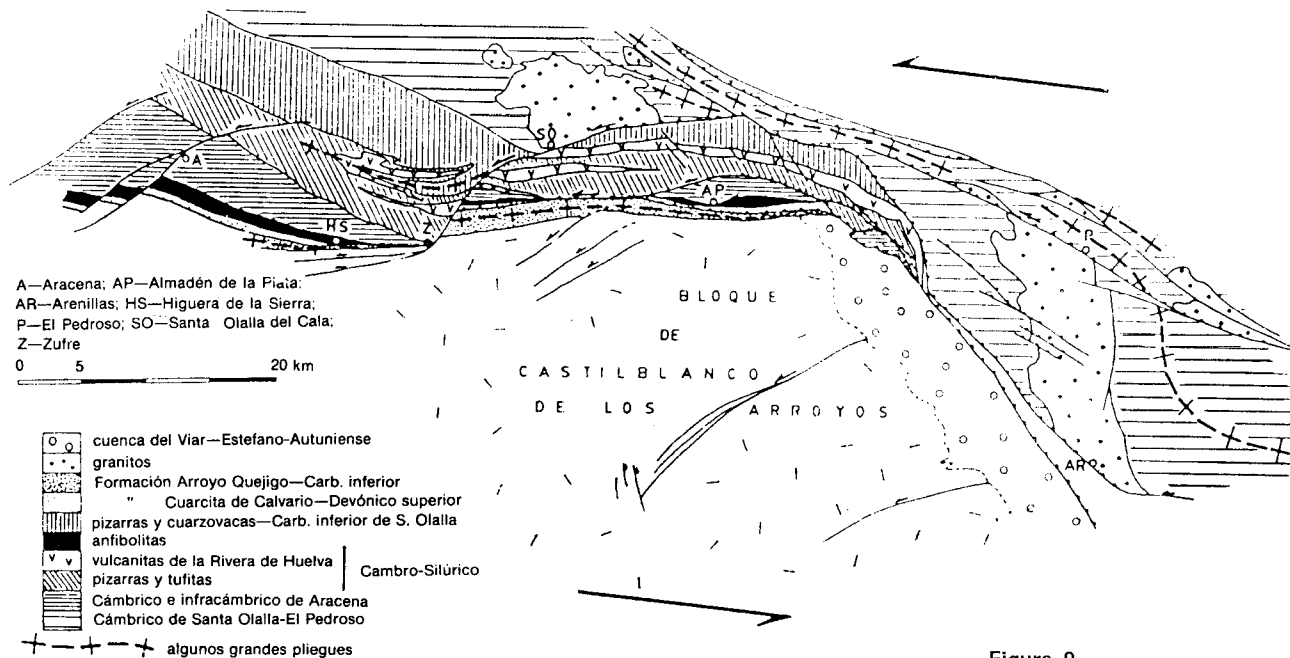 SO
A
AP
HS
Z
P
BLOQUE
DE
CASTILBLANCO
DE LOS ARROYOS
ARO
1
A—Aracena; AP—Almadén de la Plata;
AR—Arenillas; HS—Higuera de la Sierra;
P—El Pedroso; SO—Santa Olalla del Cala;
Z—Zufre
0 5 20 km
cuenca del Viar—Estefano-Autuniense
granitos
Formación Arroyo Quejigo—Carb. inferior
" Cuarcita de Calvario—Devónico superior
pizarras y cuarzovacas—Carb. inferior de S. Olalla
anfibolitas
vulcanitas de la Rivera de Huelva
pizarras y tufitas
Cambro-Silúrico
Cámbrico e infracámbrico de Aracena
Cámbrico de Santa Olalla-El Pedroso
algunos grandes pliegues